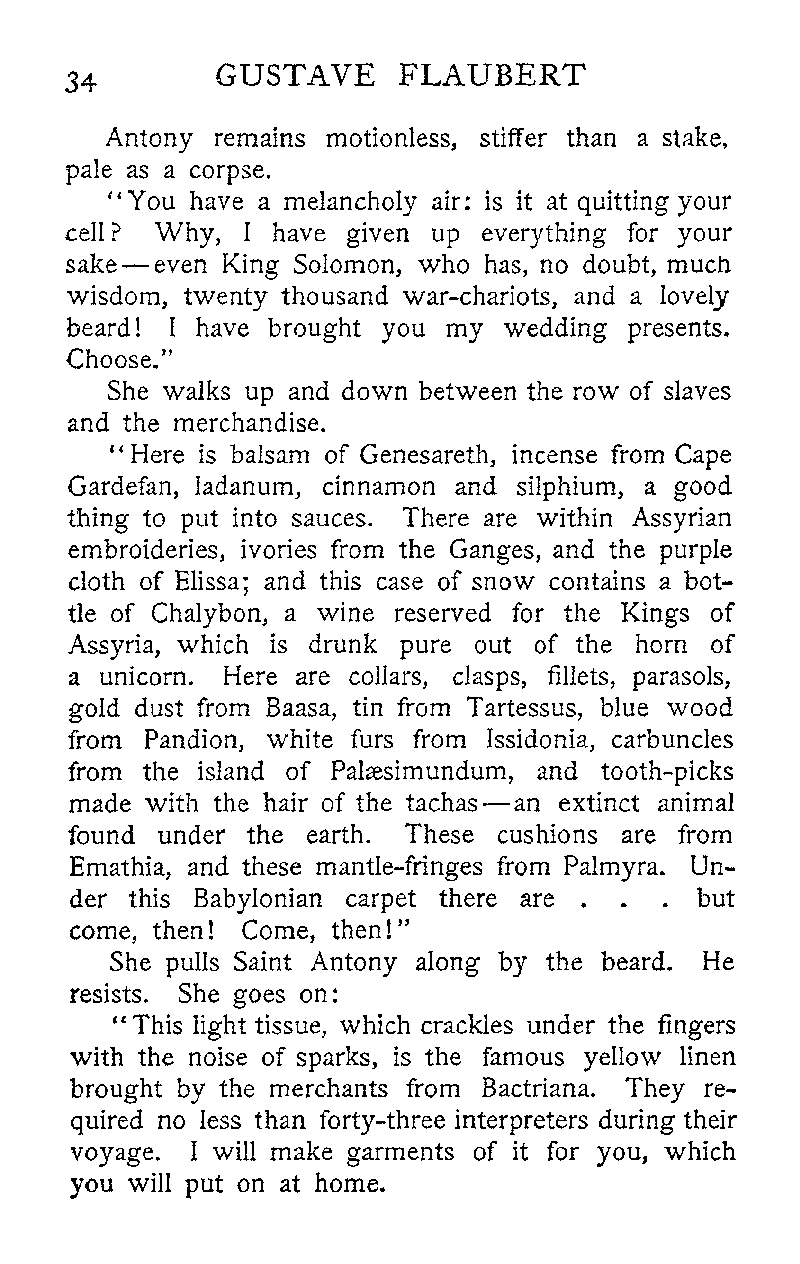 34 GUSTAVE FLAUBERT
Antony remains motionless, stiffer than a stake,
pale as a corpse.
"You have a melancholy air: is it at quitting your
cell? Why, I have given up everything for your
sake—even King Solomon, who has, no doubt, much
wisdom, twenty thousand war-chariots, and a lovely
beard! I have brought you my wedding presents.
Choose."
She walks up and down between the row of slaves
and the merchandise.
"Here is balsam of Genesareth, incense from Cape
Gardefan, ladanum, cinnamon and silphium, a good
thing to put into sauces. There are within Assyrian
embroideries, ivories from the Ganges, and the purple
cloth of Elissa; and this case of snow contains a bot-
tle of Chalybon, a wine reserved for the Kings of
Assyria, which is drunk pure out of the horn of
a unicorn. Here are collars, clasps, fillets, parasols,
gold dust from Baasa, tin from Tartessus, blue wood
from Pandion, white furs from Issidonia, carbuncles
from the island of Palæsimundum, and tooth-picks
made with the hair of the tachas—an extinct animal
found under the earth. These cushions are from
Emathia, and these mantle-fringes from Palmyra. Un-
der this Babylonian carpet there are . . . but
come, then! Come, then!"
She pulls Saint Antony along by the beard. He
resists. She goes on:
"This light tissue, which crackles under the fingers
with the noise of sparks, is the famous yellow linen
brought by the merchants from Bactriana. They re-
quired no less than forty-three interpreters during their
voyage. I will make garments of it for you, which
you will put on at home.